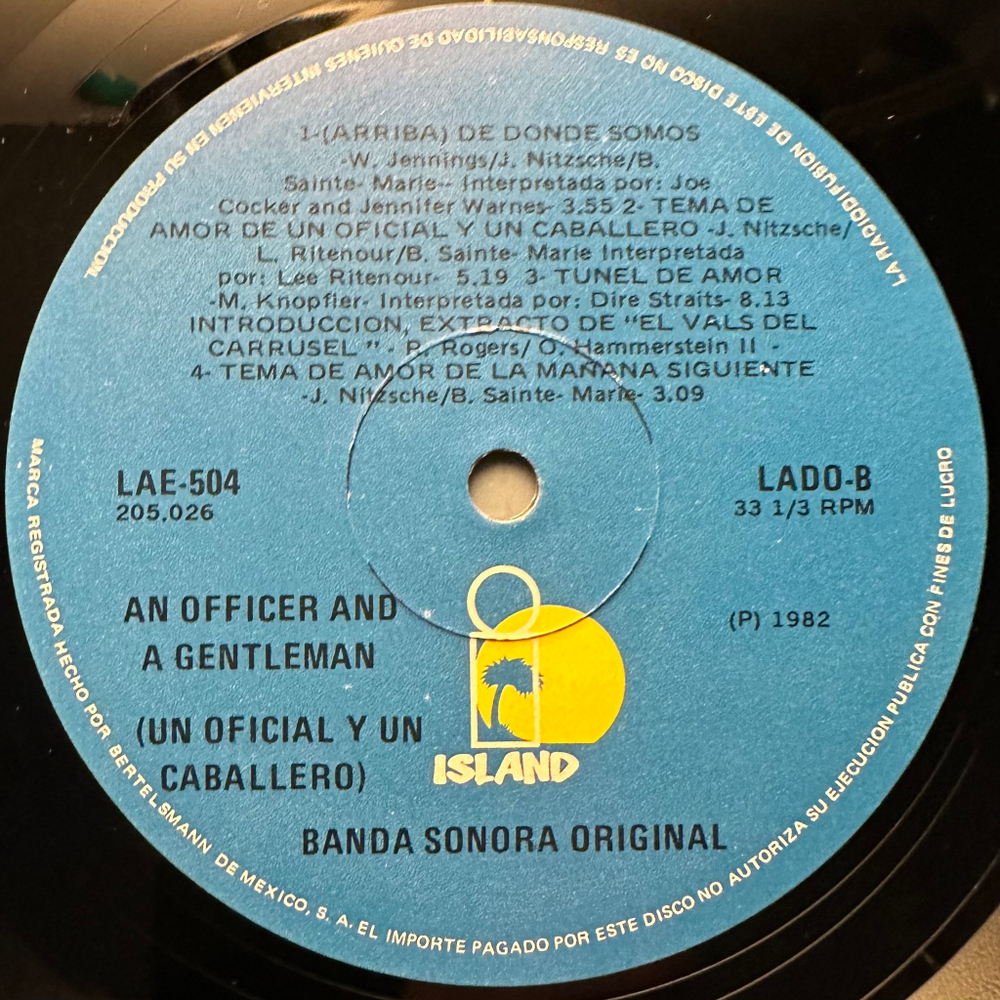 1-(ARRIBA) DE DONDE SOMOS
-W. Jennings/J. Nitzsche/B.
Sainte- Marie-- Interpretada por: Joe
Cocker and Jennifer Warnes- 3.55 2- TEMA DE
AMOR DE UN OFICIAL Y UN CABALLERO -J. Nitzsche/
L. Ritenour/B. Sainte- Marie Interpretada
por: Lee Ritenour- 5.19 3- TUNEL DE AMOR
-M. Knopfler- Interpretada por: Dire Straits- 8.13
INTRODUCCION, EXTRACTO DE "EL VALS DEL
CARRUSEL " - R. Rogers/ O. Hammerstein II -
4- TEMA DE AMOR DE LA MAÑANA SIGUIENTE
-J. Nitzsche/B. Sainte- Marie- 3.09
LAE-504
205.026
LADO-B
33 1/3 RPM
AN OFFICER AND
A GENTLEMAN
(P) 1982
(UN OFICIAL Y UN
CABALLERO)
ISLAND
BANDA SONORA ORIGINAL
MARCA REGISTRADA HECHO POR BERTELSMANN DE MEXICO, S. A. EL IMPORTE PAGADO POR ESTE DISCO NO AUTORIZA SU EJECUCION PUBLICA CON FINES DE LUCRO
LA RADIODIFUSION DE ESTE DISCO NO ES RESPONSABILIDAD DE QUIENES INTERVIENEN EN SU PRODUCCION.